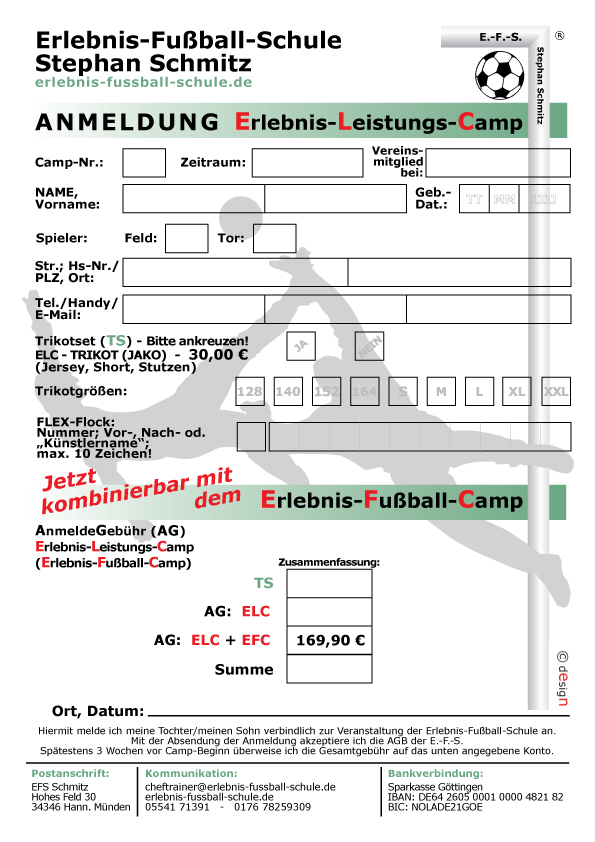 Erlebnis-Fußball-Schule
Stephan Schmitz
erlebnis-fussball-schule.de
E.-F.-S.
®
Stephan Schmitz
ANMELDUNG Erlebnis-Leistungs-Camp
Camp-Nr.: Zeitraum: Vereins-
mitglied
bei:
NAME,
Vorname:
Geb.-
Dat.: TT MM JJJJ
Spieler: Feld: Tor:
Str.; Hs-Nr./
PLZ, Ort:
Tel./Handy/
E-Mail:
Trikotset (TS) - Bitte ankreuzen!
ELC - TRIKOT (JAKO) - 30,00 €
(Jersey, Short, Stutzen)
JA NEIN
Trikotgrößen: 128 140 152 164 S M L XL XXL
FLEX-Flock:
Nummer; Vor-, Nach- od.
„Künstlername“;
max. 10 Zeichen!
Jetzt
kombinierbar mit
dem
Erlebnis-Fußball-Camp
AnmeldeGebühr (AG)
Erlebnis-Leistungs-Camp
(Erlebnis-Fußball-Camp)
Zusammenfassung:
TS
AG: ELC
AG: ELC + EFC 169,90 €
Summe
© design
Ort, Datum:
Hiermit melde ich meine Tochter/meinen Sohn verbindlich zur Veranstaltung der Erlebnis-Fußball-Schule an.
Mit der Absendung der Anmeldung akzeptiere ich die AGB der E.-F.-S.
Spätestens 3 Wochen vor Camp-Beginn überweise ich die Gesamtgebühr auf das unten angegebene Konto.
Postanschrift:
EFS Schmitz
Hohes Feld 30
34346 Hann. Münden
Kommunikation:
cheftrainer@erlebnis-fussball-schule.de
erlebnis-fussball-schule.de
05541 71391 - 0176 78259309
Bankverbindung:
Sparkasse Göttingen
IBAN: DE64 2605 0001 0000 4821 82
BIC: NOLADE21GOE